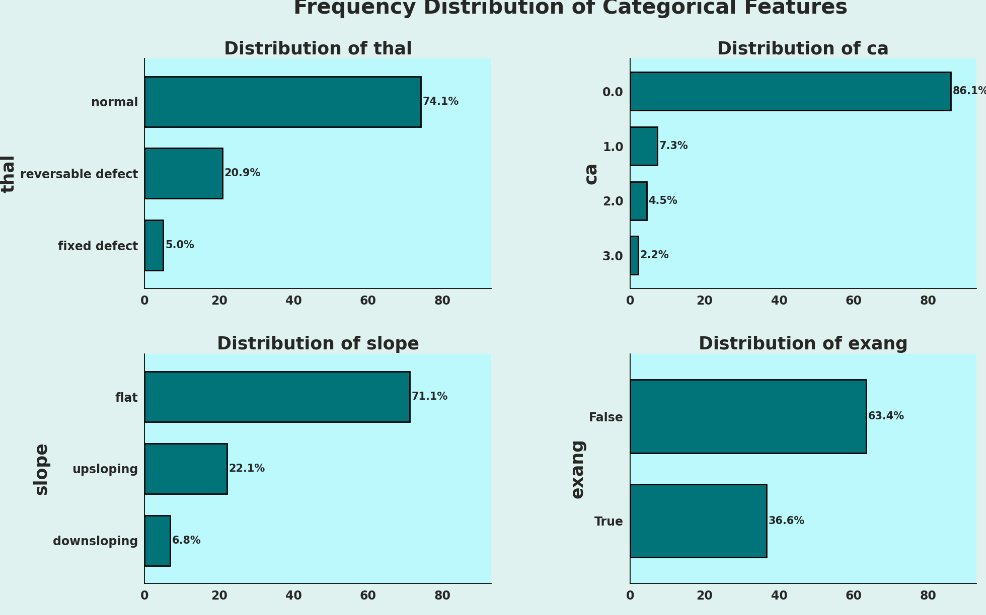 Frequency Distribution of Categorical Features
Distribution of thal
thal
normal
reversable defect
fixed defect
74.1%
20.9%
5.0%
0 20 40 60 80
Distribution of ca
ca
0.0
1.0
2.0
3.0
86.1%
7.3%
4.5%
2.2%
0 20 40 60 80
Distribution of slope
slope
flat
upsloping
downsloping
71.1%
22.1%
6.8%
0 20 40 60 80
Distribution of exang
exang
False
True
63.4%
36.6%
0 20 40 60 80